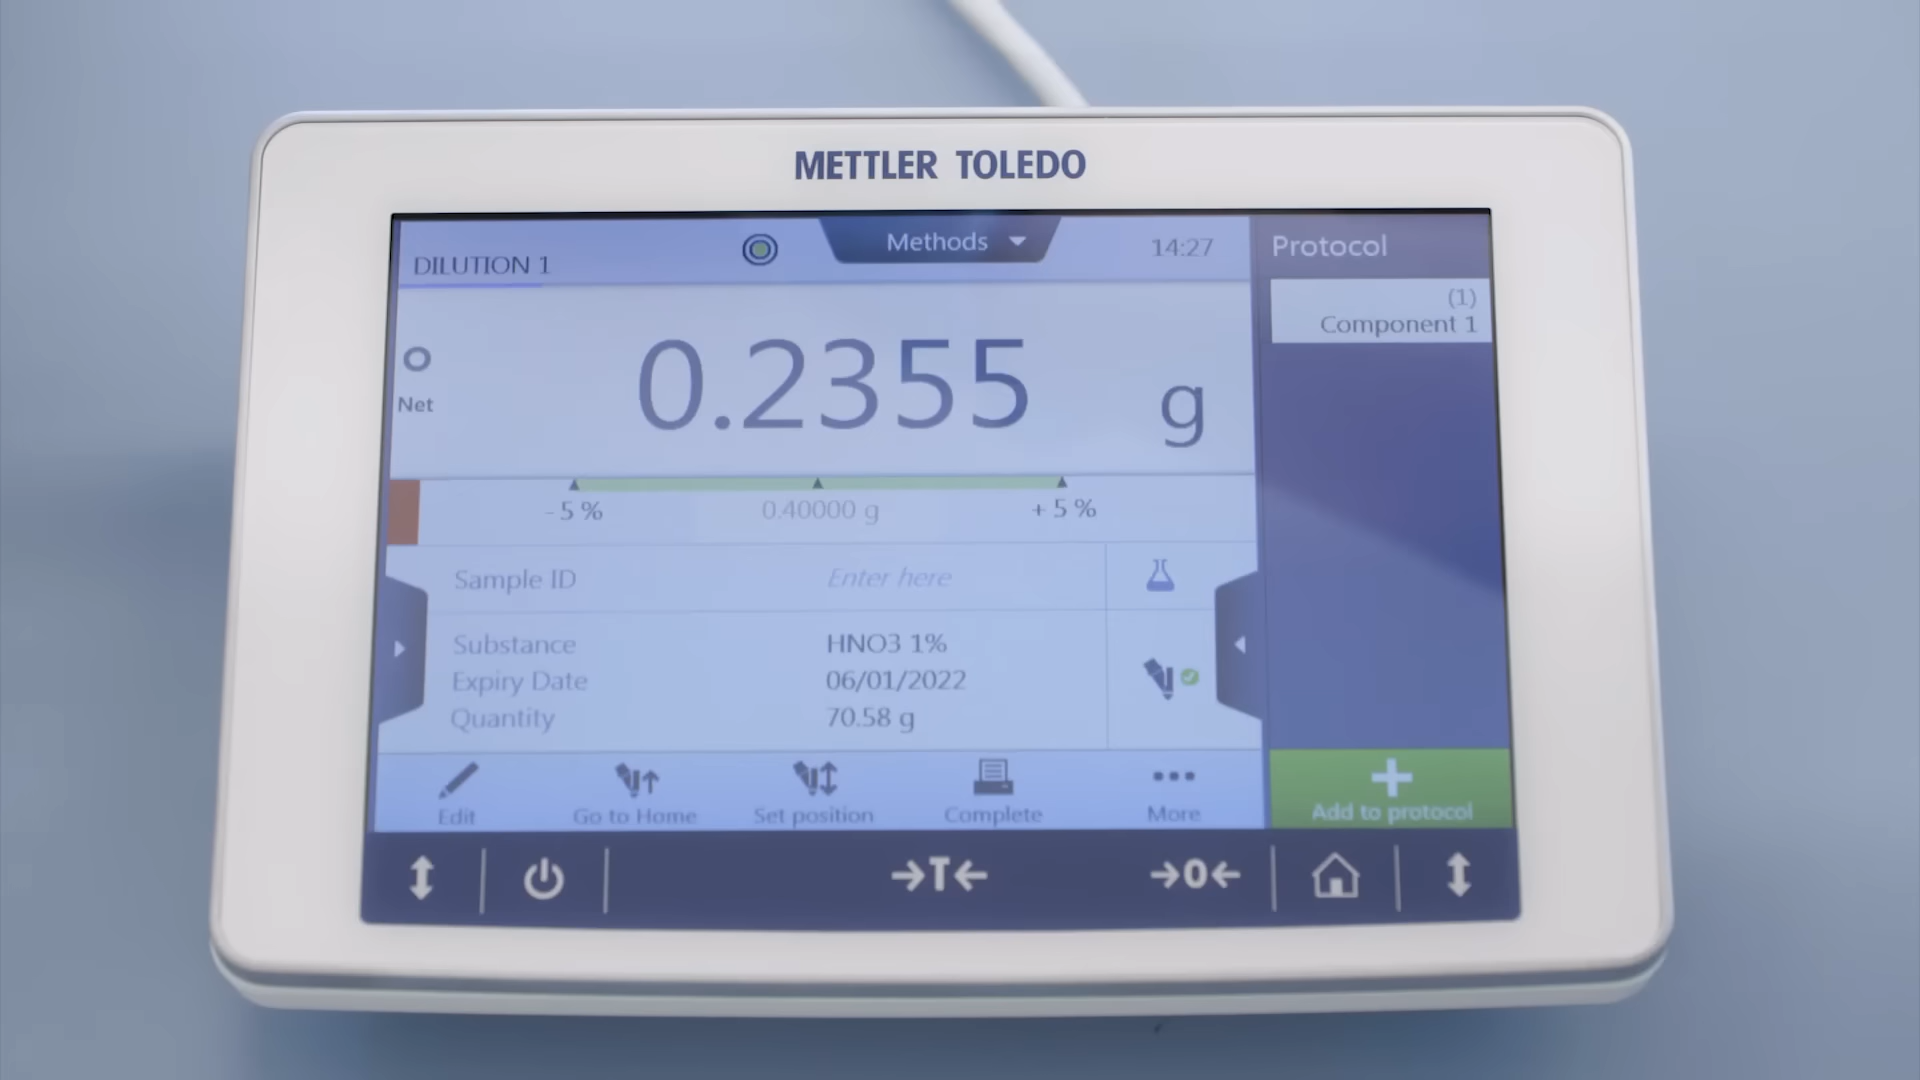 METTLER TOLEDO
DILUTION 1
Methods
14:27
Protocol
(1)
Component 1
Net
0.2355 g
- 5 %
0.40000 g
+ 5 %
Sample ID
Enter here
Substance
HNO3 1%
Expiry Date
06/01/2022
Quantity
70.58 g
Edit
Go to Home
Set position
Complete
More
Add to protocol
→T←
→0←